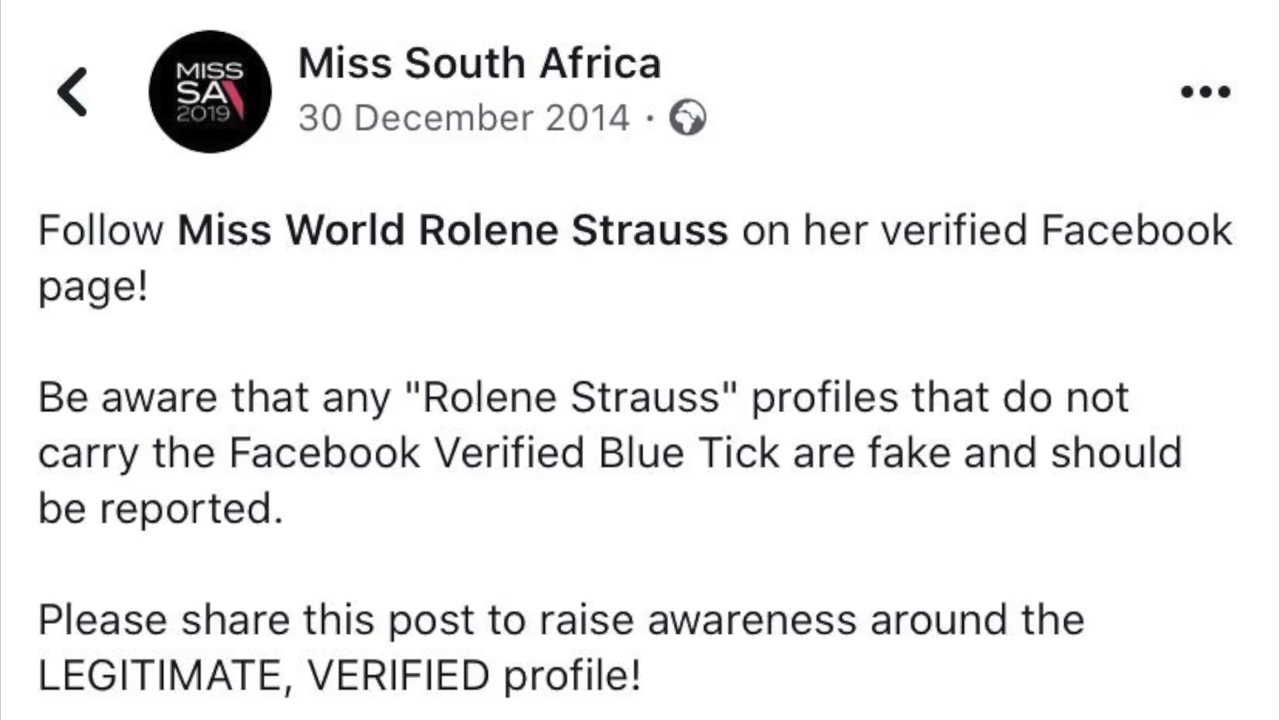 MISS
SA
2019
Miss South Africa
30 December 2014 ·
Follow Miss World Rolene Strauss on her verified Facebook
page!
Be aware that any "Rolene Strauss" profiles that do not
carry the Facebook Verified Blue Tick are fake and should
be reported.
Please share this post to raise awareness around the
LEGITIMATE, VERIFIED profile!